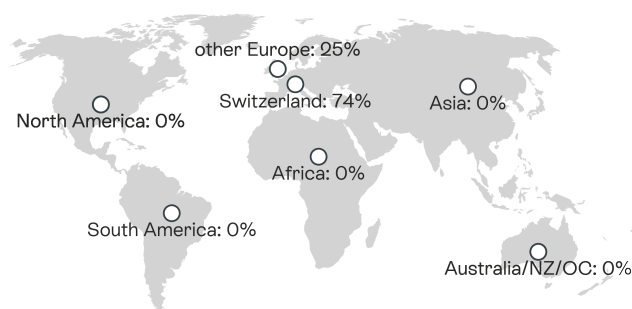 other Europe: 25%
Switzerland: 74%
Asia: 0%
North America: 0%
Africa: 0%
South America: 0%
Australia/NZ/OC: 0%